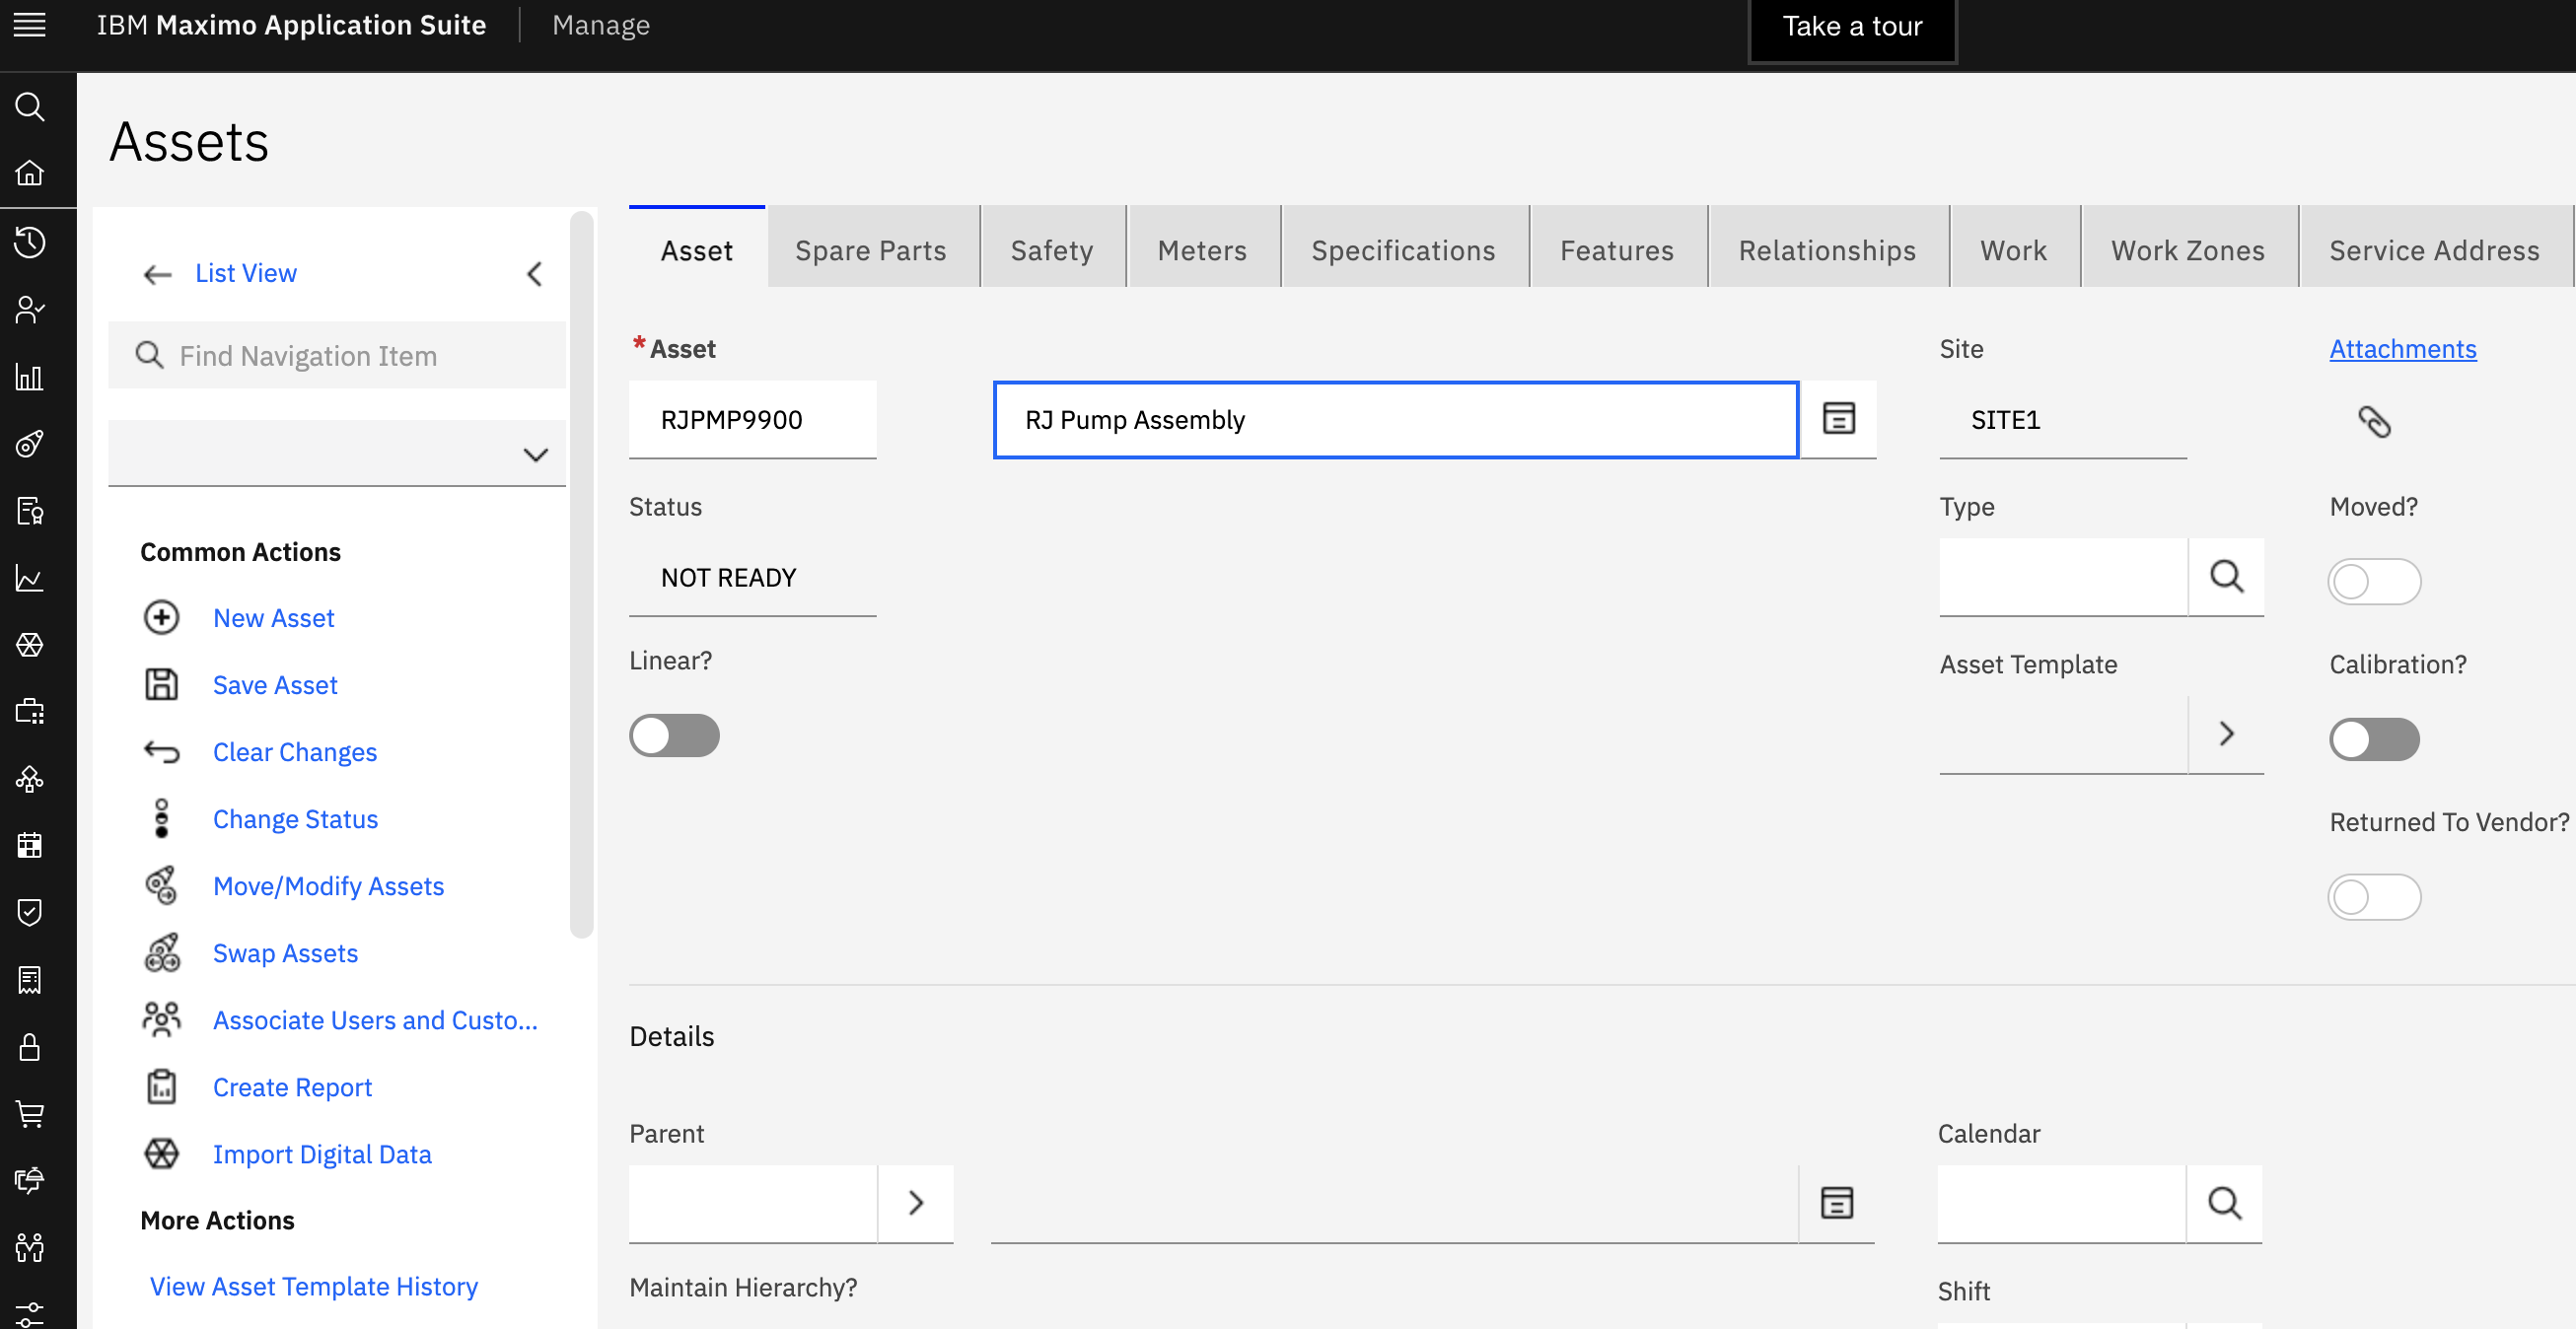 IBM Maximo Application Suite
Manage
Take a tour
Assets
List View
Find Navigation Item
Common Actions
New Asset
Save Asset
Clear Changes
Change Status
Move/Modify Assets
Swap Assets
Associate Users and Custo...
Create Report
Import Digital Data
More Actions
View Asset Template History
Asset
Spare Parts
Safety
Meters
Specifications
Features
Relationships
Work
Work Zones
Service Address
*Asset
RJPMP9900
RJ Pump Assembly
Site
SITE1
Attachments
Status
NOT READY
Type
Moved?
Linear?
Asset Template
Calibration?
Returned To Vendor?
Details
Parent
Calendar
Maintain Hierarchy?
Shift